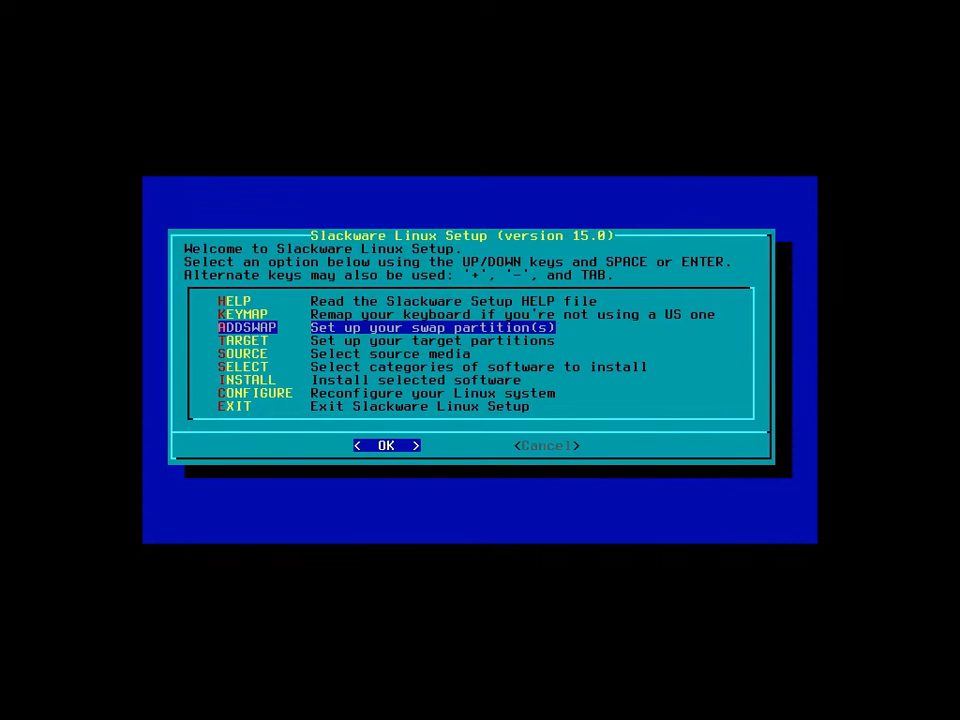 Slackware Linux Setup (version 15.0)
Welcome to Slackware Linux Setup.
Select an option below using the UP/DOWN keys and SPACE or ENTER.
Alternate keys may also be used: '+', '-', and TAB.
HELP Read the Slackware Setup HELP file
KEYMAP Remap your keyboard if you're not using a US one
ADDSWAP Set up your swap partition(s)
TARGET Set up your target partitions
SOURCE Select source media
SELECT Select categories of software to install
INSTALL Install selected software
CONFIGURE Reconfigure your Linux system
EXIT Exit Slackware Linux Setup
< OK > <Cancel>